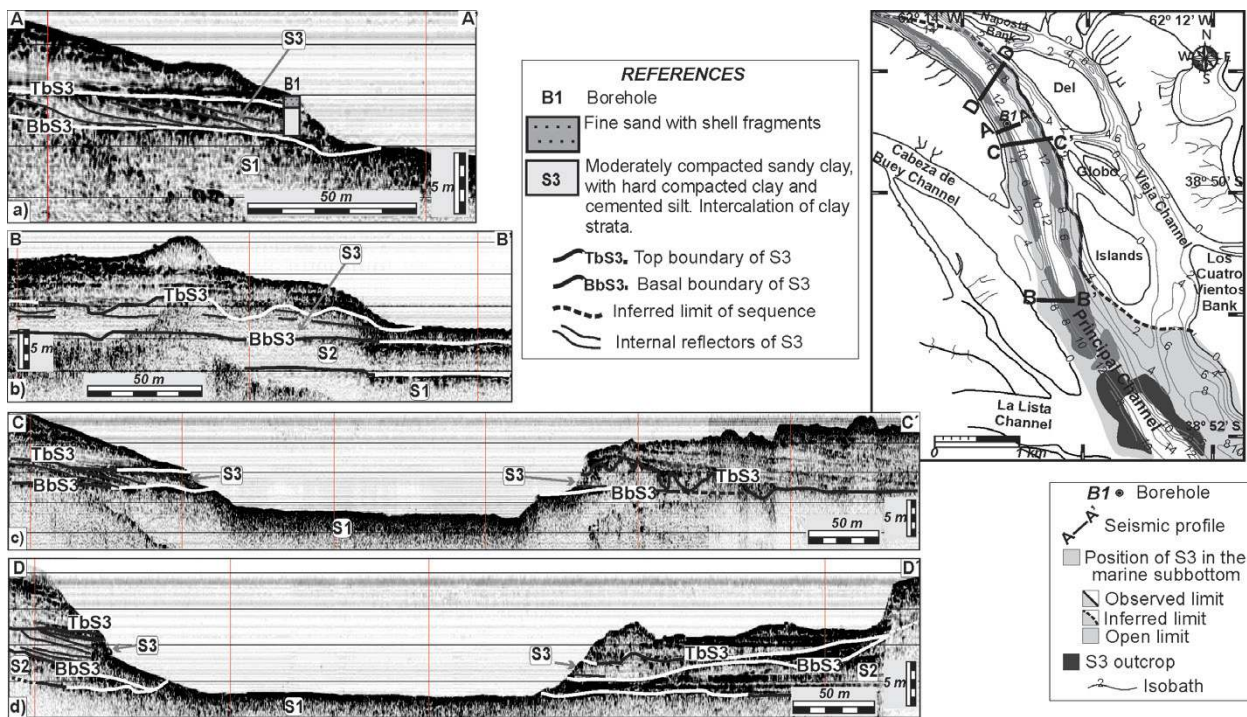 A
A'
S3
B1
TbS3
BbS3
S1
50 m
5 m
a)
B
B'
S3
TbS3
BbS3
S2
S1
5 m
50 m
b)
C
C'
TbS3
BbS3
S3
S3
TbS3
BbS3
S1
50 m
5 m
c)
D
D'
TbS3
S3
S2
BbS3
S3
TbS3
BbS3
S2
S1
50 m
5 m
d)
REFERENCES
B1 Borehole
Fine sand with shell fragments
S3 Moderately compacted sandy clay,
with hard compacted clay and
cemented silt. Intercalation of clay
strata.
TbS3. Top boundary of S3
BbS3. Basal boundary of S3
Inferred limit of sequence
Internal reflectors of S3
62° 14' W
62° 12' W
Napostá
Bank
N
W
E
S
D'
D
Del
B1
A
A'
C
C'
Cabeza de
Buey Channel
Globo
Vieja Channel
38° 50' S
Islands
Los
Cuatro
Vientos
Bank
B
B'
Principal Channel
La Lista
Channel
38° 52' S
0
1 km
B1 Borehole
A A' Seismic profile
Position of S3 in the
marine subbottom
Observed limit
Inferred limit
Open limit
S3 outcrop
2 Isobath